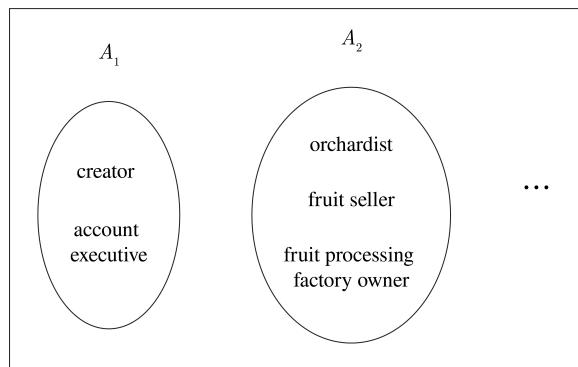 A₁
A₂
creator
account
executive
orchardist
fruit seller
fruit processing
factory owner
...